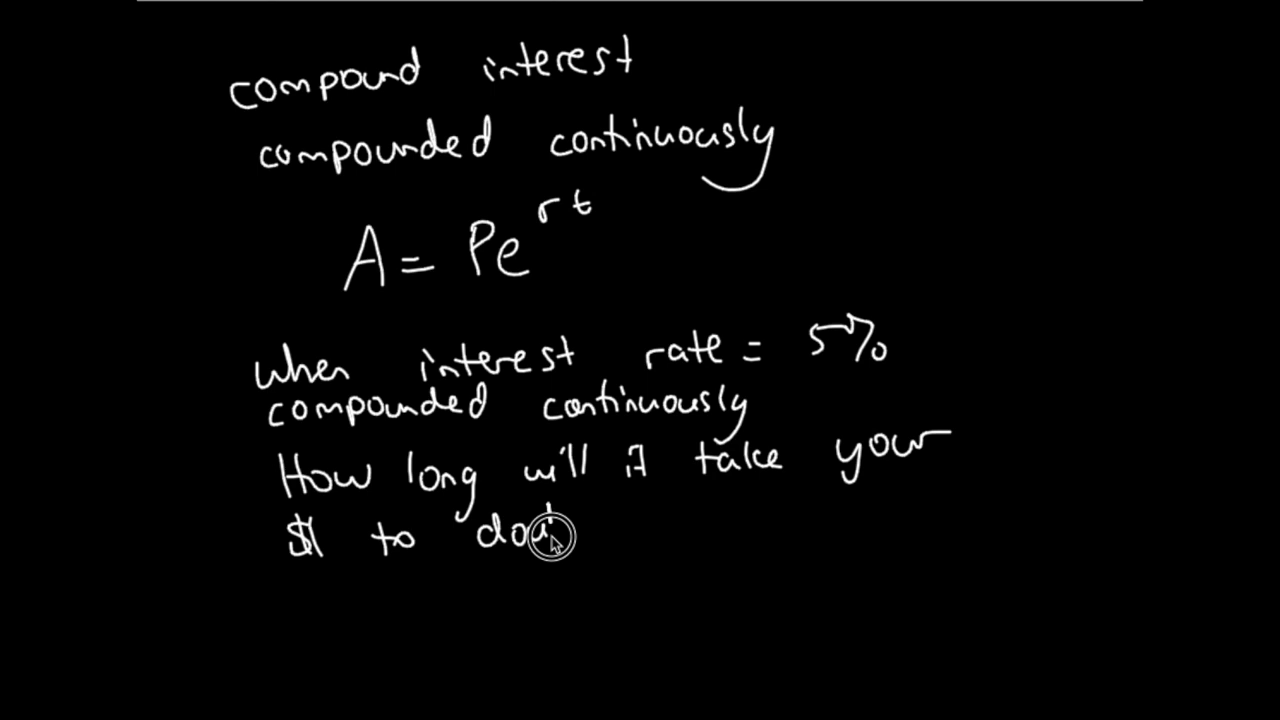 compound interest
compounded continuously
A = Pe^rt
when interest rate = 5%
compounded continuously
How long will it take your
$ to